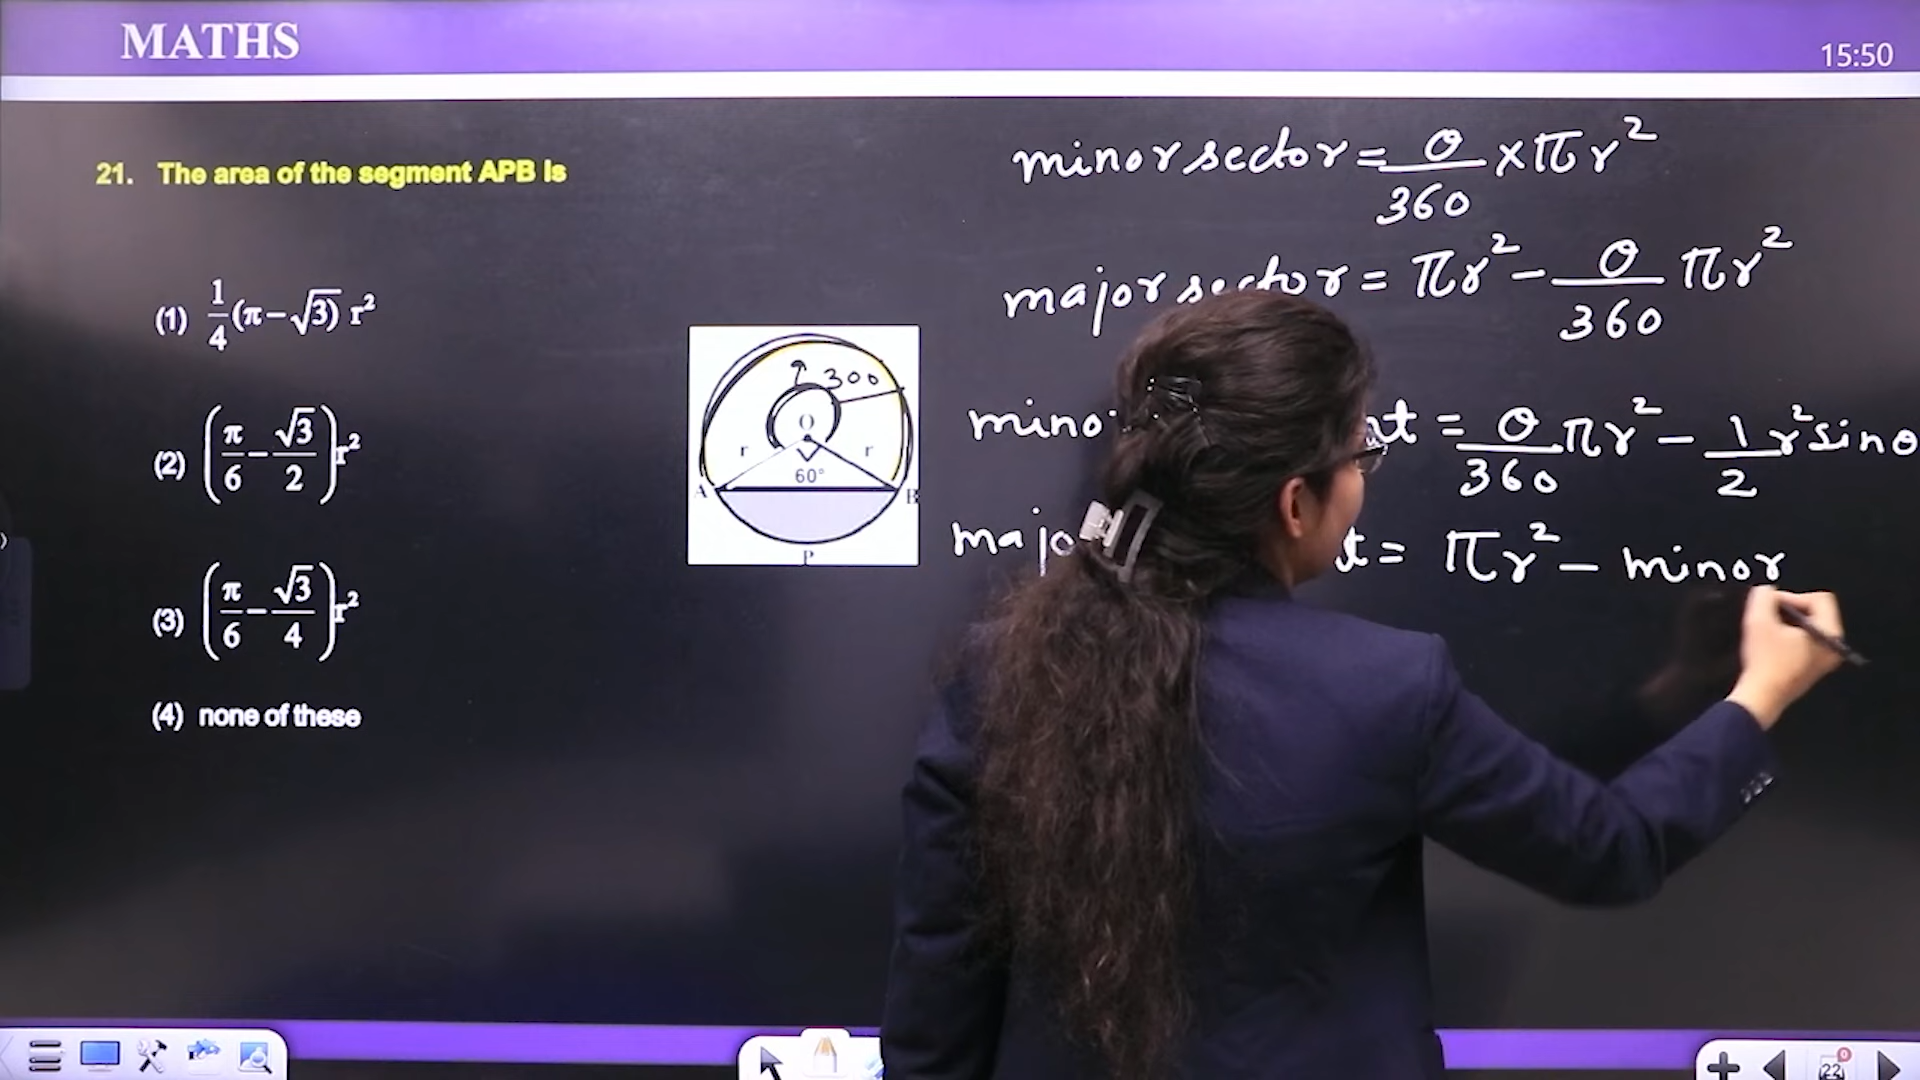 MATHS
15:50
21. The area of the segment APB is
(1) 1/4 (π – √3) r²
(2) (π/6 – √3/2) r²
(3) (π/6 – √3/4) r²
(4) none of these
300
O
r r
60°
A B
P
minor sector = θ/360 × πr²
major sector = πr² – θ/360 πr²
= θ/360 πr² – 1/2 r² sinθ
= πr² – minor
22